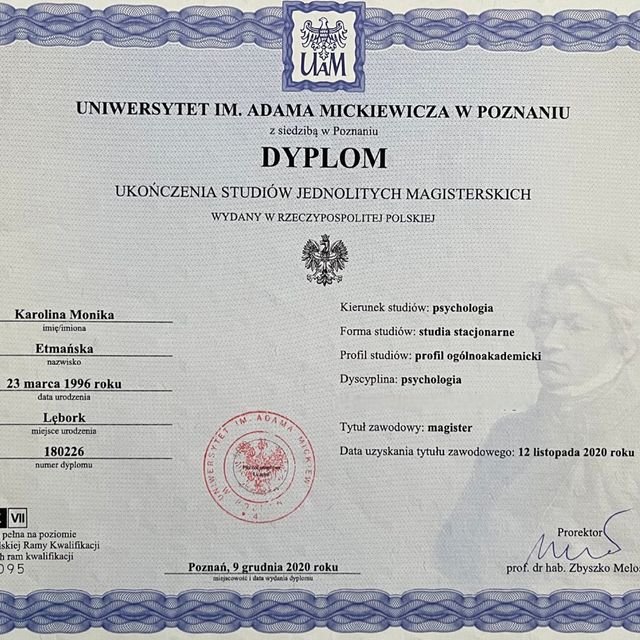 UAM
UNIWERSYTET IM. ADAMA MICKIEWICZA W POZNANIU
z siedzibą w Poznaniu
DYPLOM
UKOŃCZENIA STUDIÓW JEDNOLITYCH MAGISTERSKICH
WYDANY W RZECZYPOSPOLITEJ POLSKIEJ
Karolina Monika
imię/imiona
Etmańska
nazwisko
23 marca 1996 roku
data urodzenia
Lębork
miejsce urodzenia
180226
numer dyplomu
Kierunek studiów: psychologia
Forma studiów: studia stacjonarne
Profil studiów: profil ogólnoakademicki
Dyscyplina: psychologia
Tytuł zawodowy: magister
Data uzyskania tytułu zawodowego: 12 listopada 2020 roku
UNIWERSYTET IM. ADAMA MICKIEW
VII
pełna na poziomie
lskiej Ramy Kwalifikacji
h ram kwalifikacji
095
Poznań, 9 grudnia 2020 roku
miejscowość i data wydania dyplomu
Prorektor
prof. dr hab. Zbyszko Melo